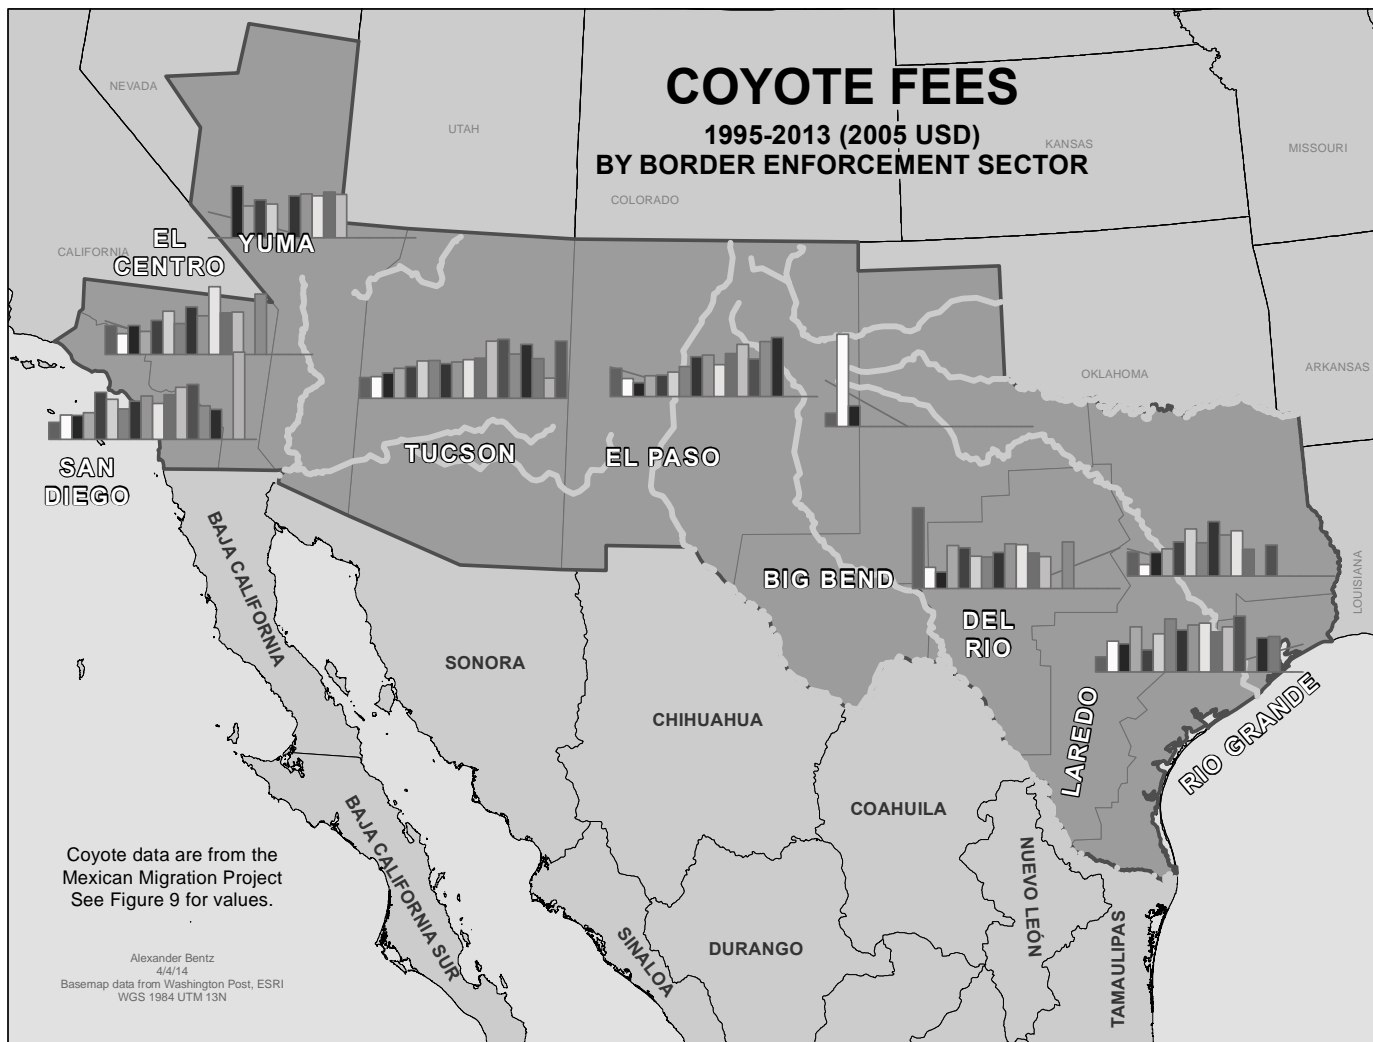 COYOTE FEES
1995-2013 (2005 USD)
BY BORDER ENFORCEMENT SECTOR
NEVADA
UTAH
COLORADO
KANSAS
MISSOURI
CALIFORNIA
EL
CENTRO
YUMA
OKLAHOMA
ARKANSAS
SAN
DIEGO
TUCSON
EL PASO
BIG BEND
DEL
RIO
LAREDO
RIO GRANDE
LOUISIANA
BAJA CALIFORNIA
SONORA
CHIHUAHUA
COAHUILA
BAJA CALIFORNIA SUR
SINALOA
DURANGO
NUEVO LEÓN
TAMAULIPAS
Coyote data are from the
Mexican Migration Project
See Figure 9 for values.
Alexander Bentz
4/4/14
Basemap data from Washington Post, ESRI
WGS 1984 UTM 13N